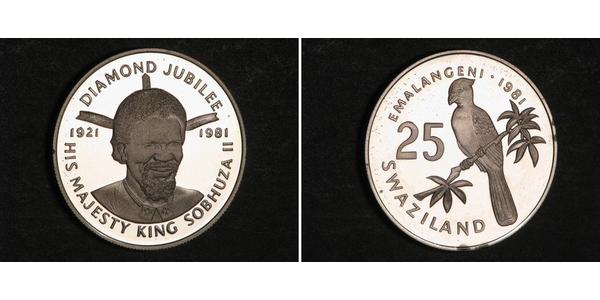 DIAMOND JUBILEE
1921 1981
HIS MAJESTY KING SOBHUZA II
EMALANGENI · 1981
25
SWAZILAND